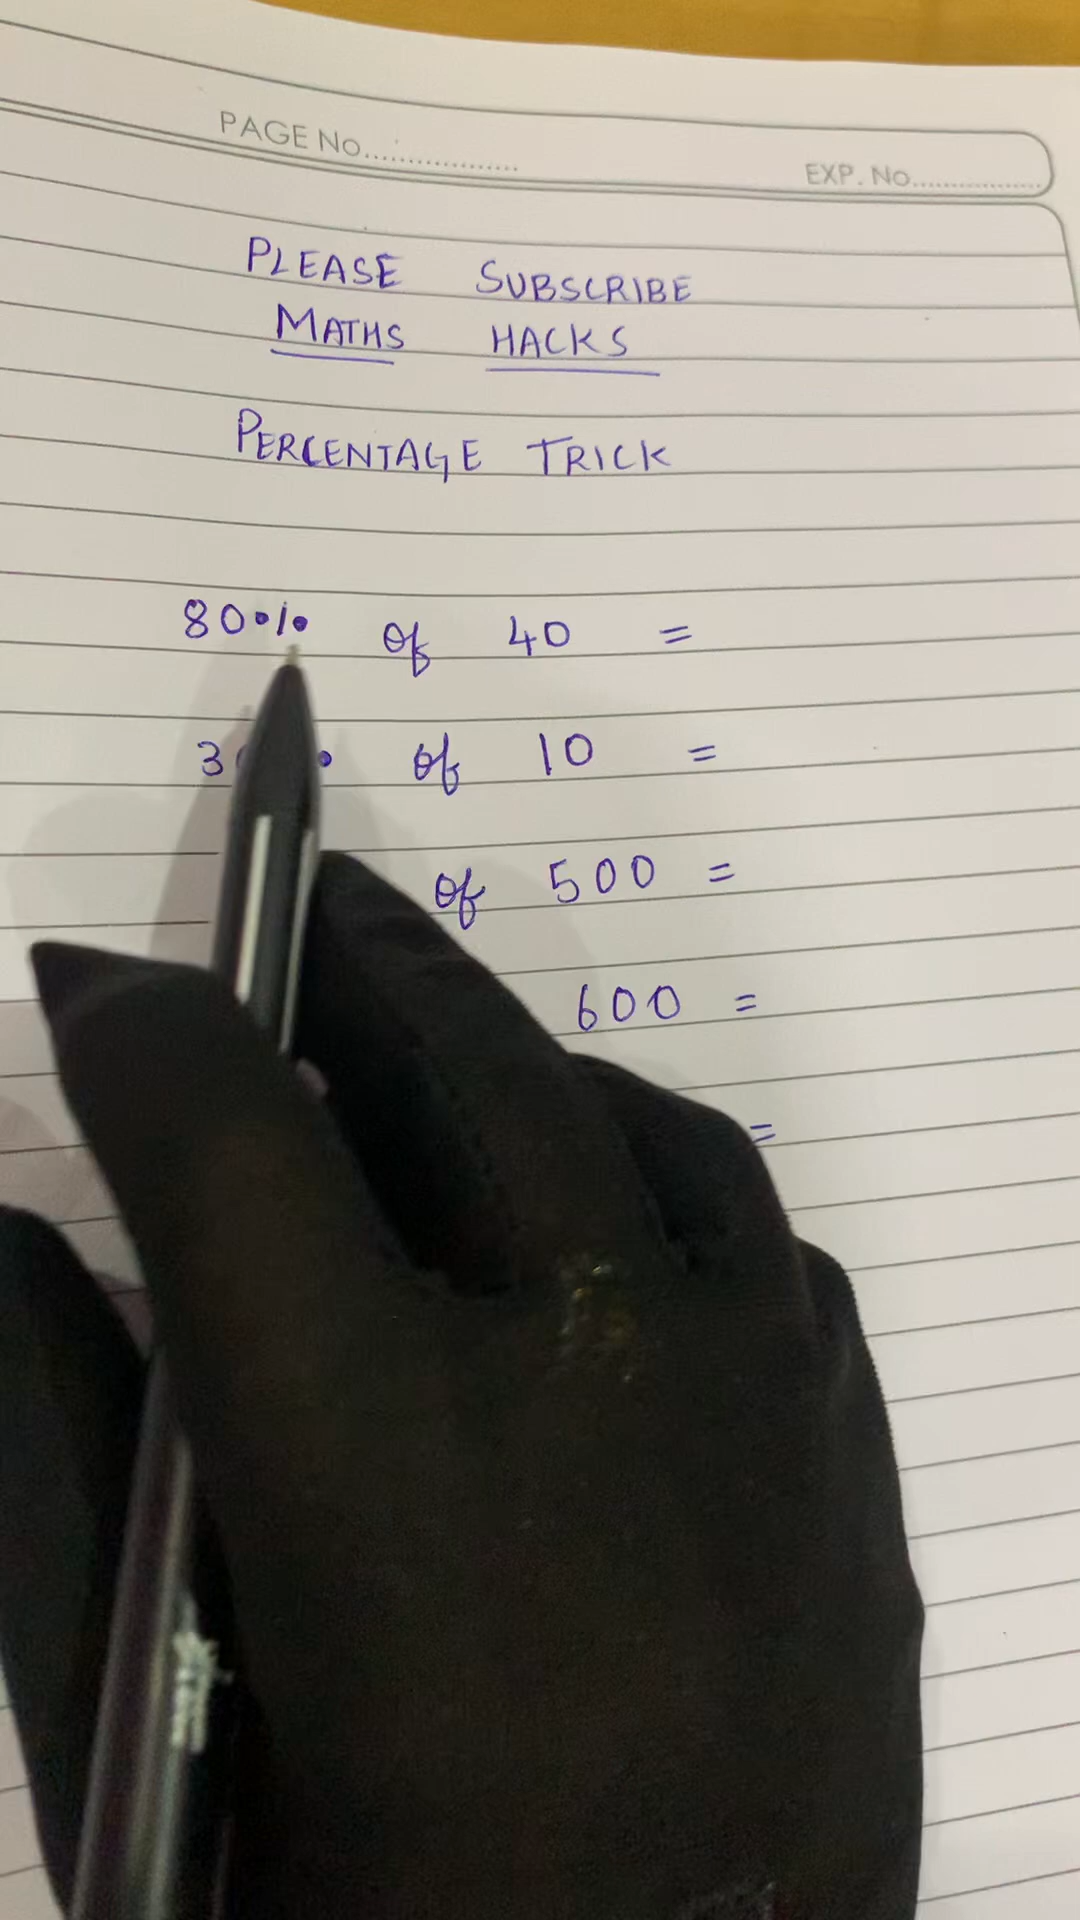 PAGE No..................
EXP. No..................
PLEASE SUBSCRIBE
MATHS HACKS
PERCENTAGE TRICK
80% of 40 =
of 10 =
of 500 =
600 =
=